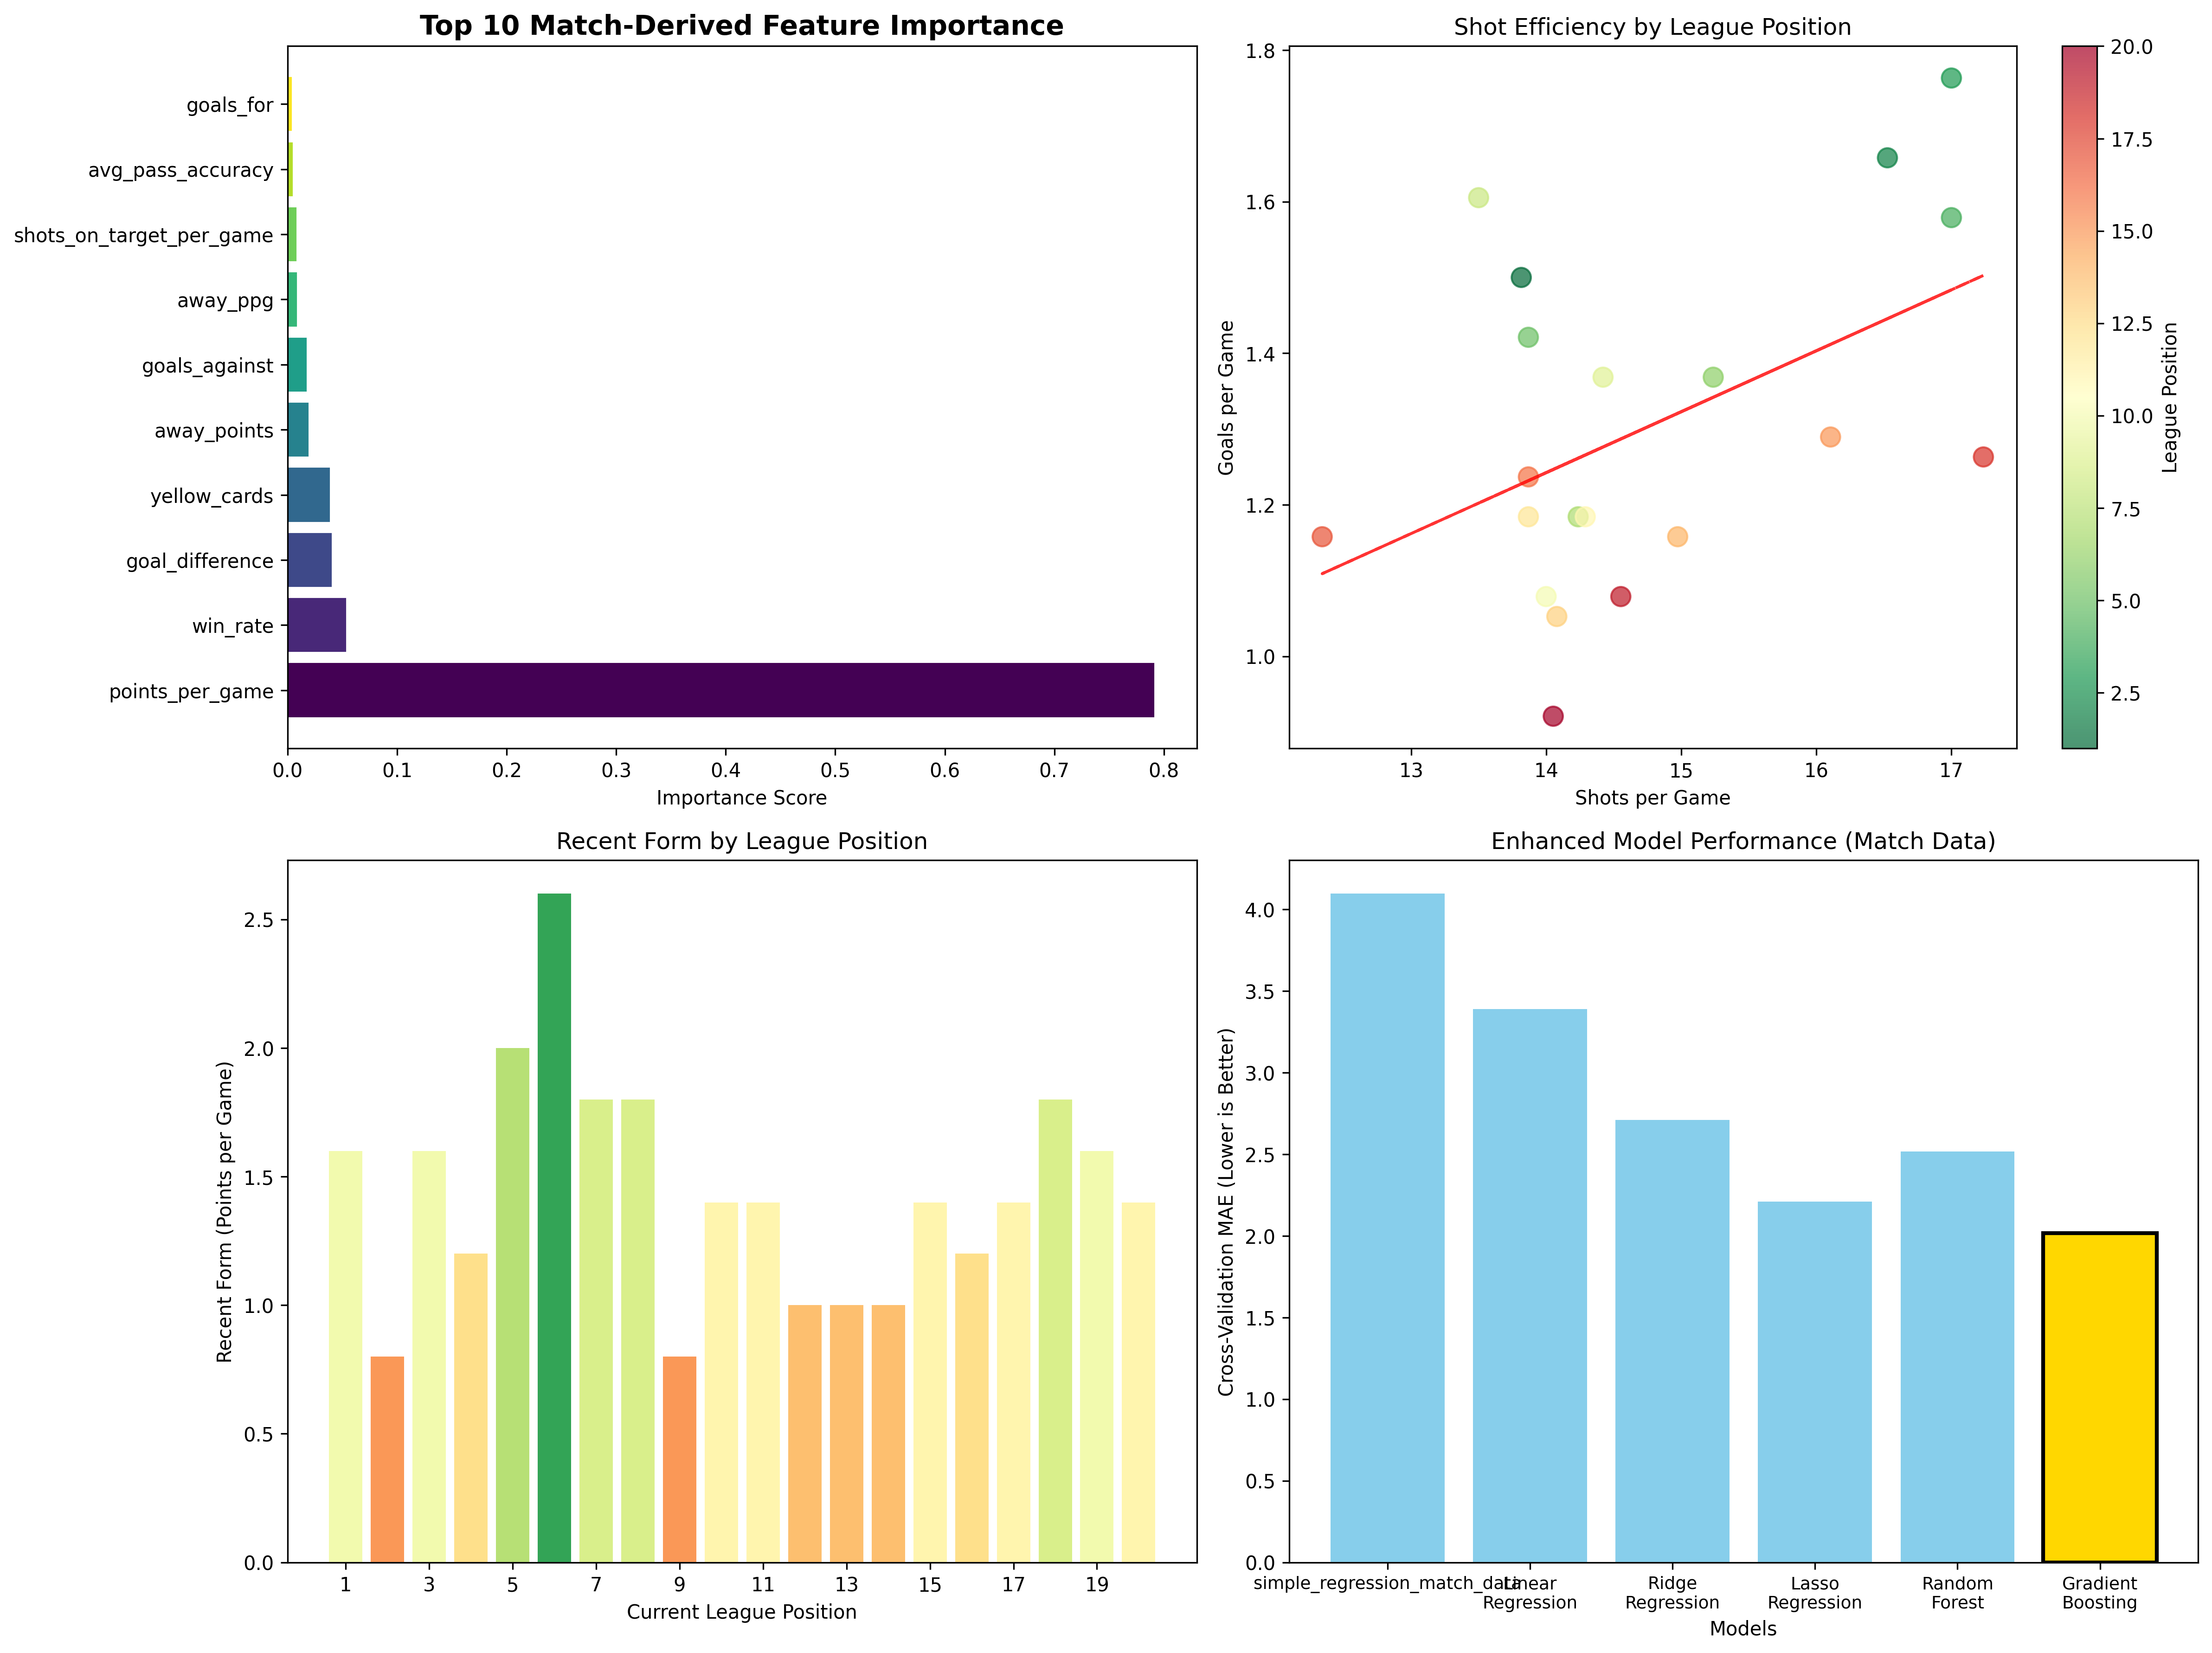 Top 10 Match-Derived Feature Importance
goals_for
avg_pass_accuracy
shots_on_target_per_game
away_ppg
goals_against
away_points
yellow_cards
goal_difference
win_rate
points_per_game
0.0 0.1 0.2 0.3 0.4 0.5 0.6 0.7 0.8
Importance Score
Shot Efficiency by League Position
1.8
1.6
1.4
1.2
1.0
Goals per Game
13 14 15 16 17
Shots per Game
20.0
17.5
15.0
12.5
10.0
7.5
5.0
2.5
League Position
Recent Form by League Position
2.5
2.0
1.5
1.0
0.5
0.0
Recent Form (Points per Game)
1 3 5 7 9 11 13 15 17 19
Current League Position
Enhanced Model Performance (Match Data)
4.0
3.5
3.0
2.5
2.0
1.5
1.0
0.5
0.0
Cross-Validation MAE (Lower is Better)
simple_regression_match_data
Linear
Regression
Ridge
Regression
Lasso
Regression
Random
Forest
Gradient
Boosting
Models